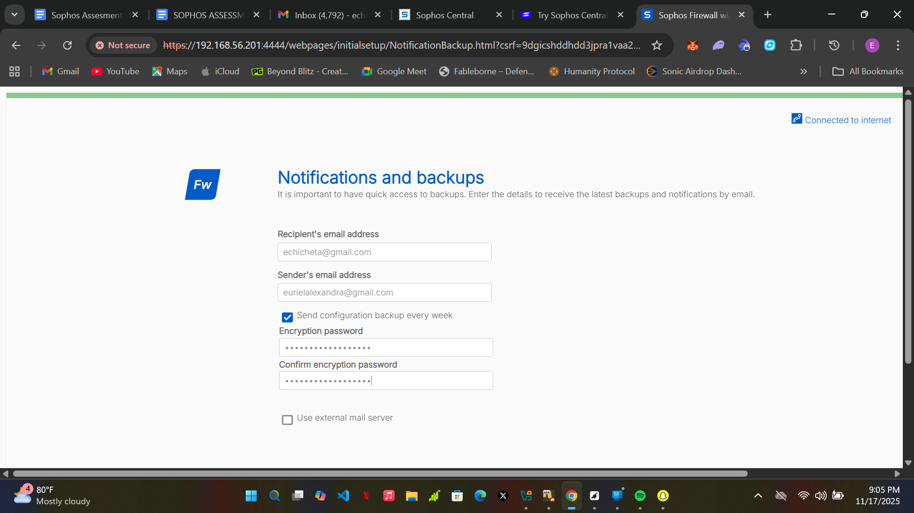 Sophos Assesment
SOPHOS ASSESSM
Inbox (4,792) - ech
Sophos Central
Try Sophos Central
Sophos Firewall wi
Not secure
https://192.168.56.201:4444/webpages/initialsetup/NotificationBackup.html?csrf=9dgicshddhdd3jpra1vaa2...
E
Gmail
YouTube
Maps
iCloud
PG
Beyond Blitz - Creat...
Google Meet
Fableborne – Defen...
Humanity Protocol
Sonic Airdrop Dash...
»
All Bookmarks
Connected to internet
Fw
Notifications and backups
It is important to have quick access to backups. Enter the details to receive the latest backups and notifications by email.
Recipient's email address
echicheta@gmail.com
Sender's email address
eurielalexandra@gmail.com
Send configuration backup every week
Encryption password
••••••••••••••••••
Confirm encryption password
••••••••••••••••••
Use external mail server
4
80°F
Mostly cloudy
9:05 PM
11/17/2025